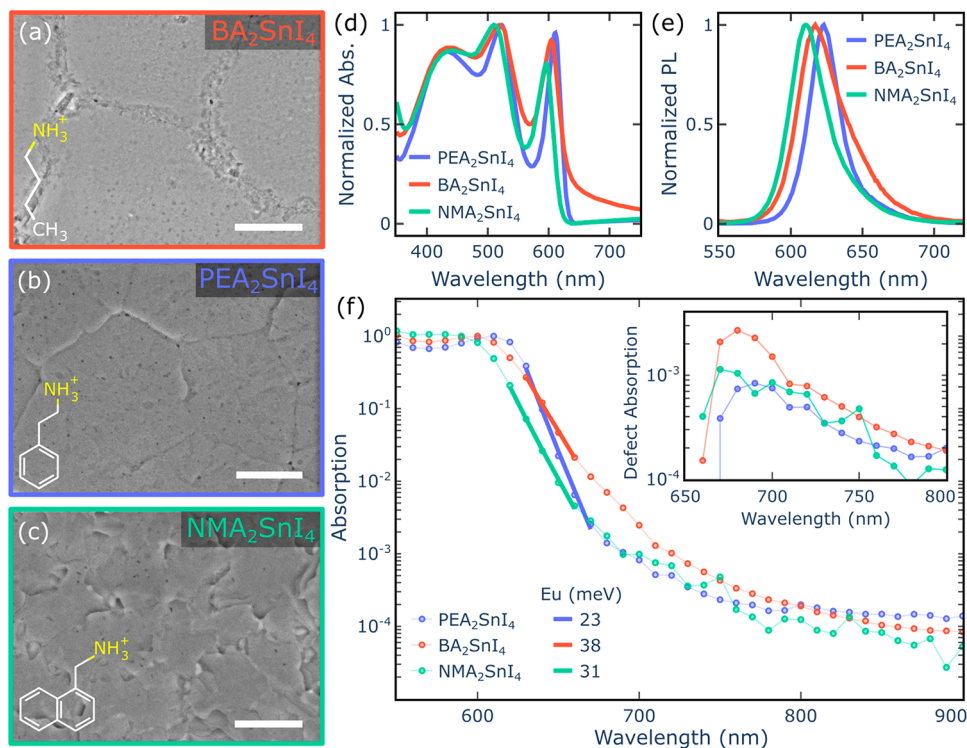 (a)
BA₂SnI₄
NH₃⁺
CH₃
(b)
PEA₂SnI₄
NH₃⁺
(c)
NMA₂SnI₄
NH₃⁺
(d)
Normalized Abs.
1
0.5
0
PEA₂SnI₄
BA₂SnI₄
NMA₂SnI₄
400 500 600 700
Wavelength (nm)
(e)
Normalized PL
1
0.5
0
PEA₂SnI₄
BA₂SnI₄
NMA₂SnI₄
550 600 650 700
Wavelength (nm)
(f)
Absorption
10⁰
10⁻¹
10⁻²
10⁻³
10⁻⁴
Eu (meV)
PEA₂SnI₄ 23
BA₂SnI₄ 38
NMA₂SnI₄ 31
600 700 800 900
Wavelength (nm)
Defect Absorption
10⁻³
10⁻⁴
650 700 750 800
Wavelength (nm)